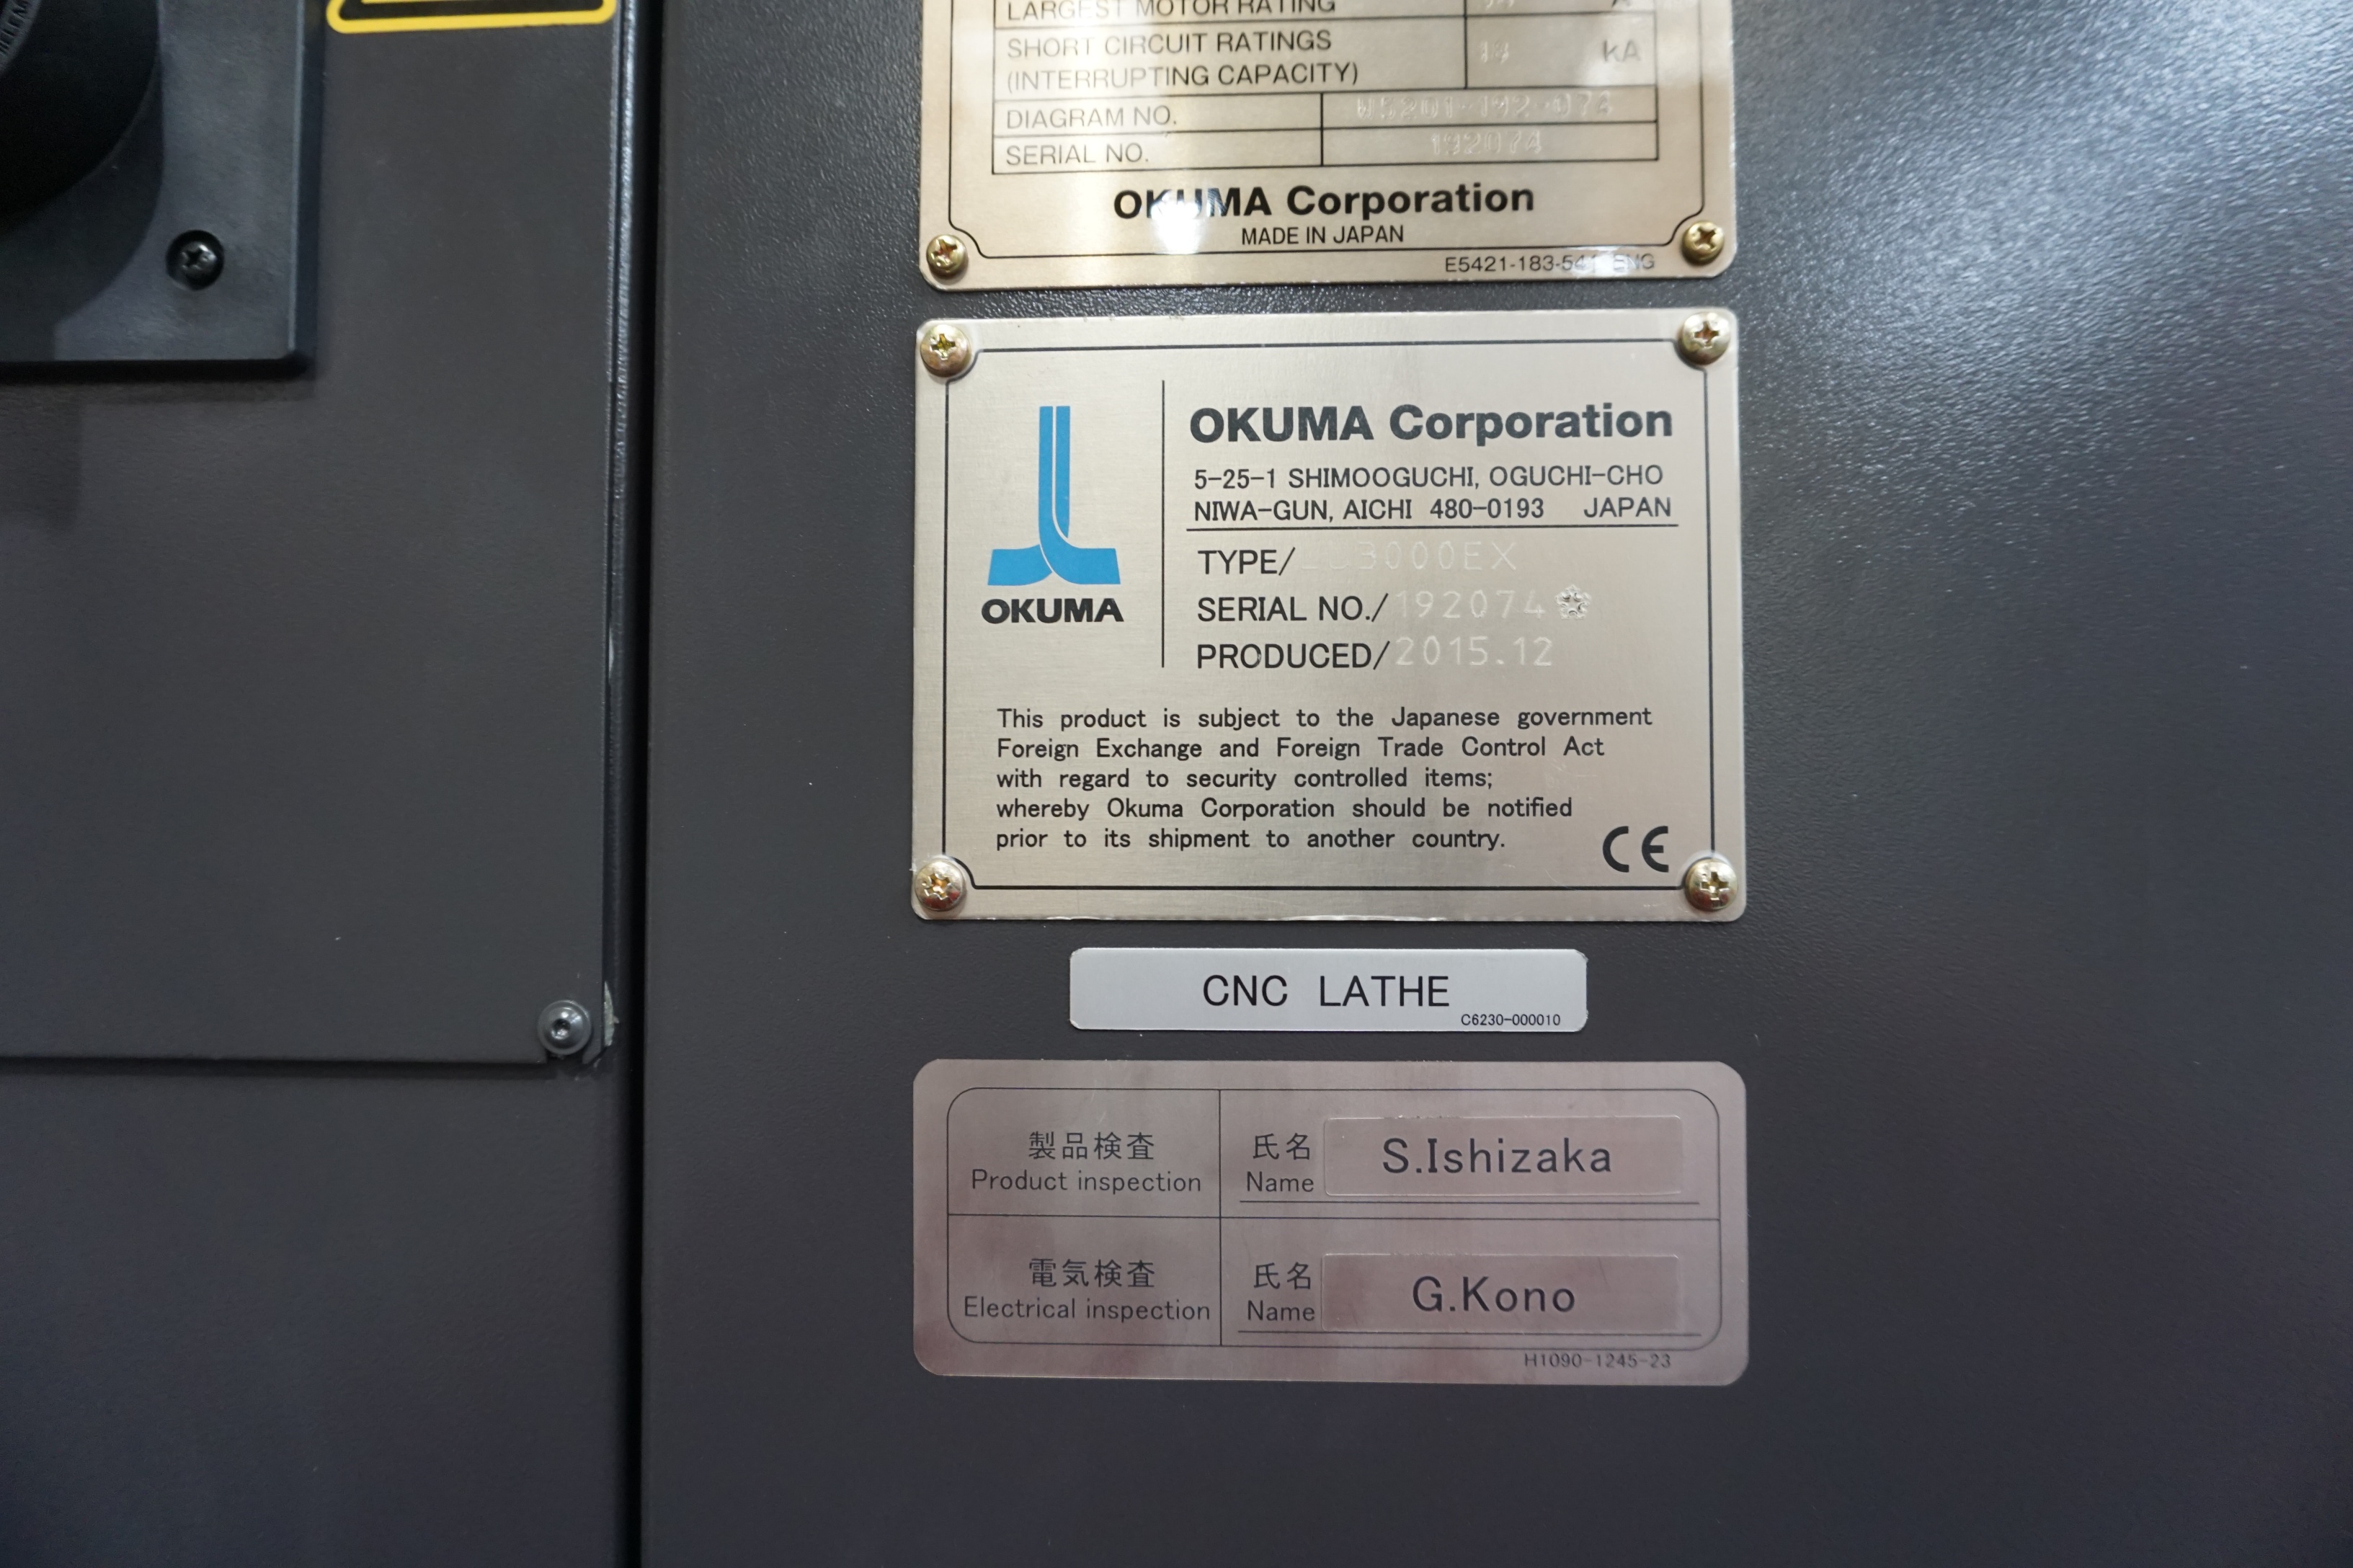 LARGEST MOTOR RATING A
SHORT CIRCUIT RATINGS
(INTERRUPTING CAPACITY) kA
DIAGRAM NO.
SERIAL NO. 192074
OKUMA Corporation
MADE IN JAPAN
E5421-183-54 ENG
OKUMA
OKUMA Corporation
5-25-1 SHIMOOGUCHI, OGUCHI-CHO
NIWA-GUN, AICHI 480-0193 JAPAN
TYPE/
SERIAL NO./192074
PRODUCED/2015.12
This product is subject to the Japanese government
Foreign Exchange and Foreign Trade Control Act
with regard to security controlled items;
whereby Okuma Corporation should be notified
prior to its shipment to another country.
CE
CNC LATHE
C6230-000010
製品検査 氏名
Product inspection Name S.Ishizaka
電気検査 氏名
Electrical inspection Name G.Kono
H1090-1245-23